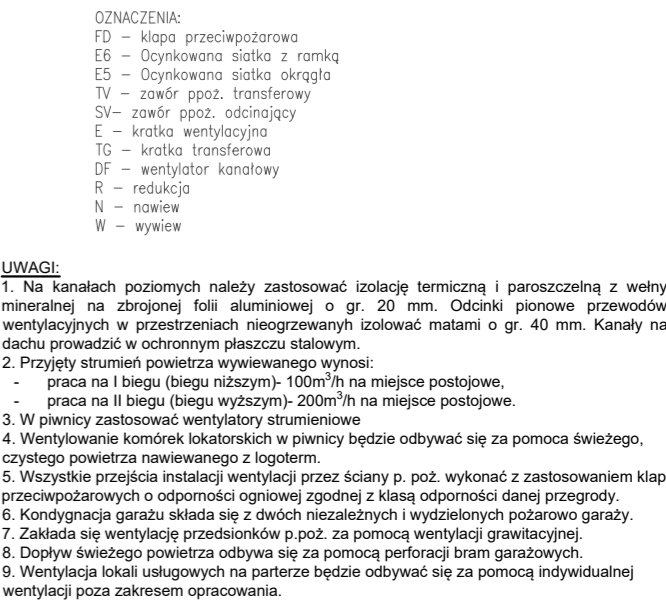 OZNACZENIA:
FD – klapa przeciwpożarowa
E6 – Ocynkowana siatka z ramką
E5 – Ocynkowana siatka okrągła
TV – zawór ppoż. transferowy
SV– zawór ppoż. odcinający
E – kratka wentylacyjna
TG – kratka transferowa
DF – wentylator kanałowy
R – redukcja
N – nawiew
W – wywiew
UWAGI:
1. Na kanałach poziomych należy zastosować izolację termiczną i paroszczelną z wełny
mineralnej na zbrojonej folii aluminiowej o gr. 20 mm. Odcinki pionowe przewodów
wentylacyjnych w przestrzeniach nieogrzewanyh izolować matami o gr. 40 mm. Kanały na
dachu prowadzić w ochronnym płaszczu stalowym.
2. Przyjęty strumień powietrza wywiewanego wynosi:
- praca na I biegu (biegu niższym)- 100m³/h na miejsce postojowe,
- praca na II biegu (biegu wyższym)- 200m³/h na miejsce postojowe.
3. W piwnicy zastosować wentylatory strumieniowe
4. Wentylowanie komórek lokatorskich w piwnicy będzie odbywać się za pomoca świeżego,
czystego powietrza nawiewanego z logoterm.
5. Wszystkie przejścia instalacji wentylacji przez ściany p. poż. wykonać z zastosowaniem klap
przeciwpożarowych o odporności ogniowej zgodnej z klasą odporności danej przegrody.
6. Kondygnacja garażu składa się z dwóch niezależnych i wydzielonych pożarowo garaży.
7. Zakłada się wentylację przedsionków p.poż. za pomocą wentylacji grawitacyjnej.
8. Dopływ świeżego powietrza odbywa się za pomocą perforacji bram garażowych.
9. Wentylacja lokali usługowych na parterze będzie odbywać się za pomocą indywidualnej
wentylacji poza zakresem opracowania.